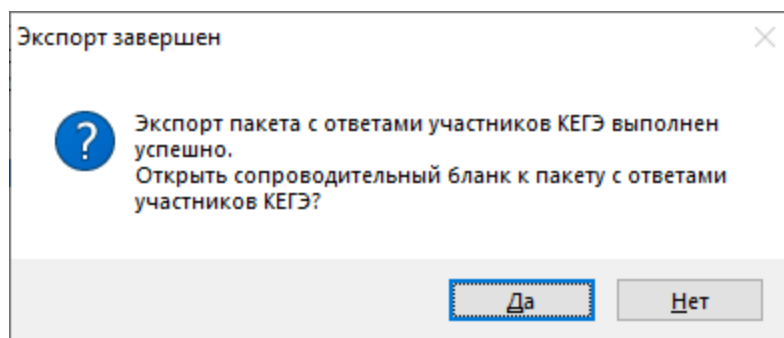 Экспорт завершен
Экспорт пакета с ответами участников КЕГЭ выполнен
успешно.
Открыть сопроводительный бланк к пакету с ответами
участников КЕГЭ?
Да
Нет